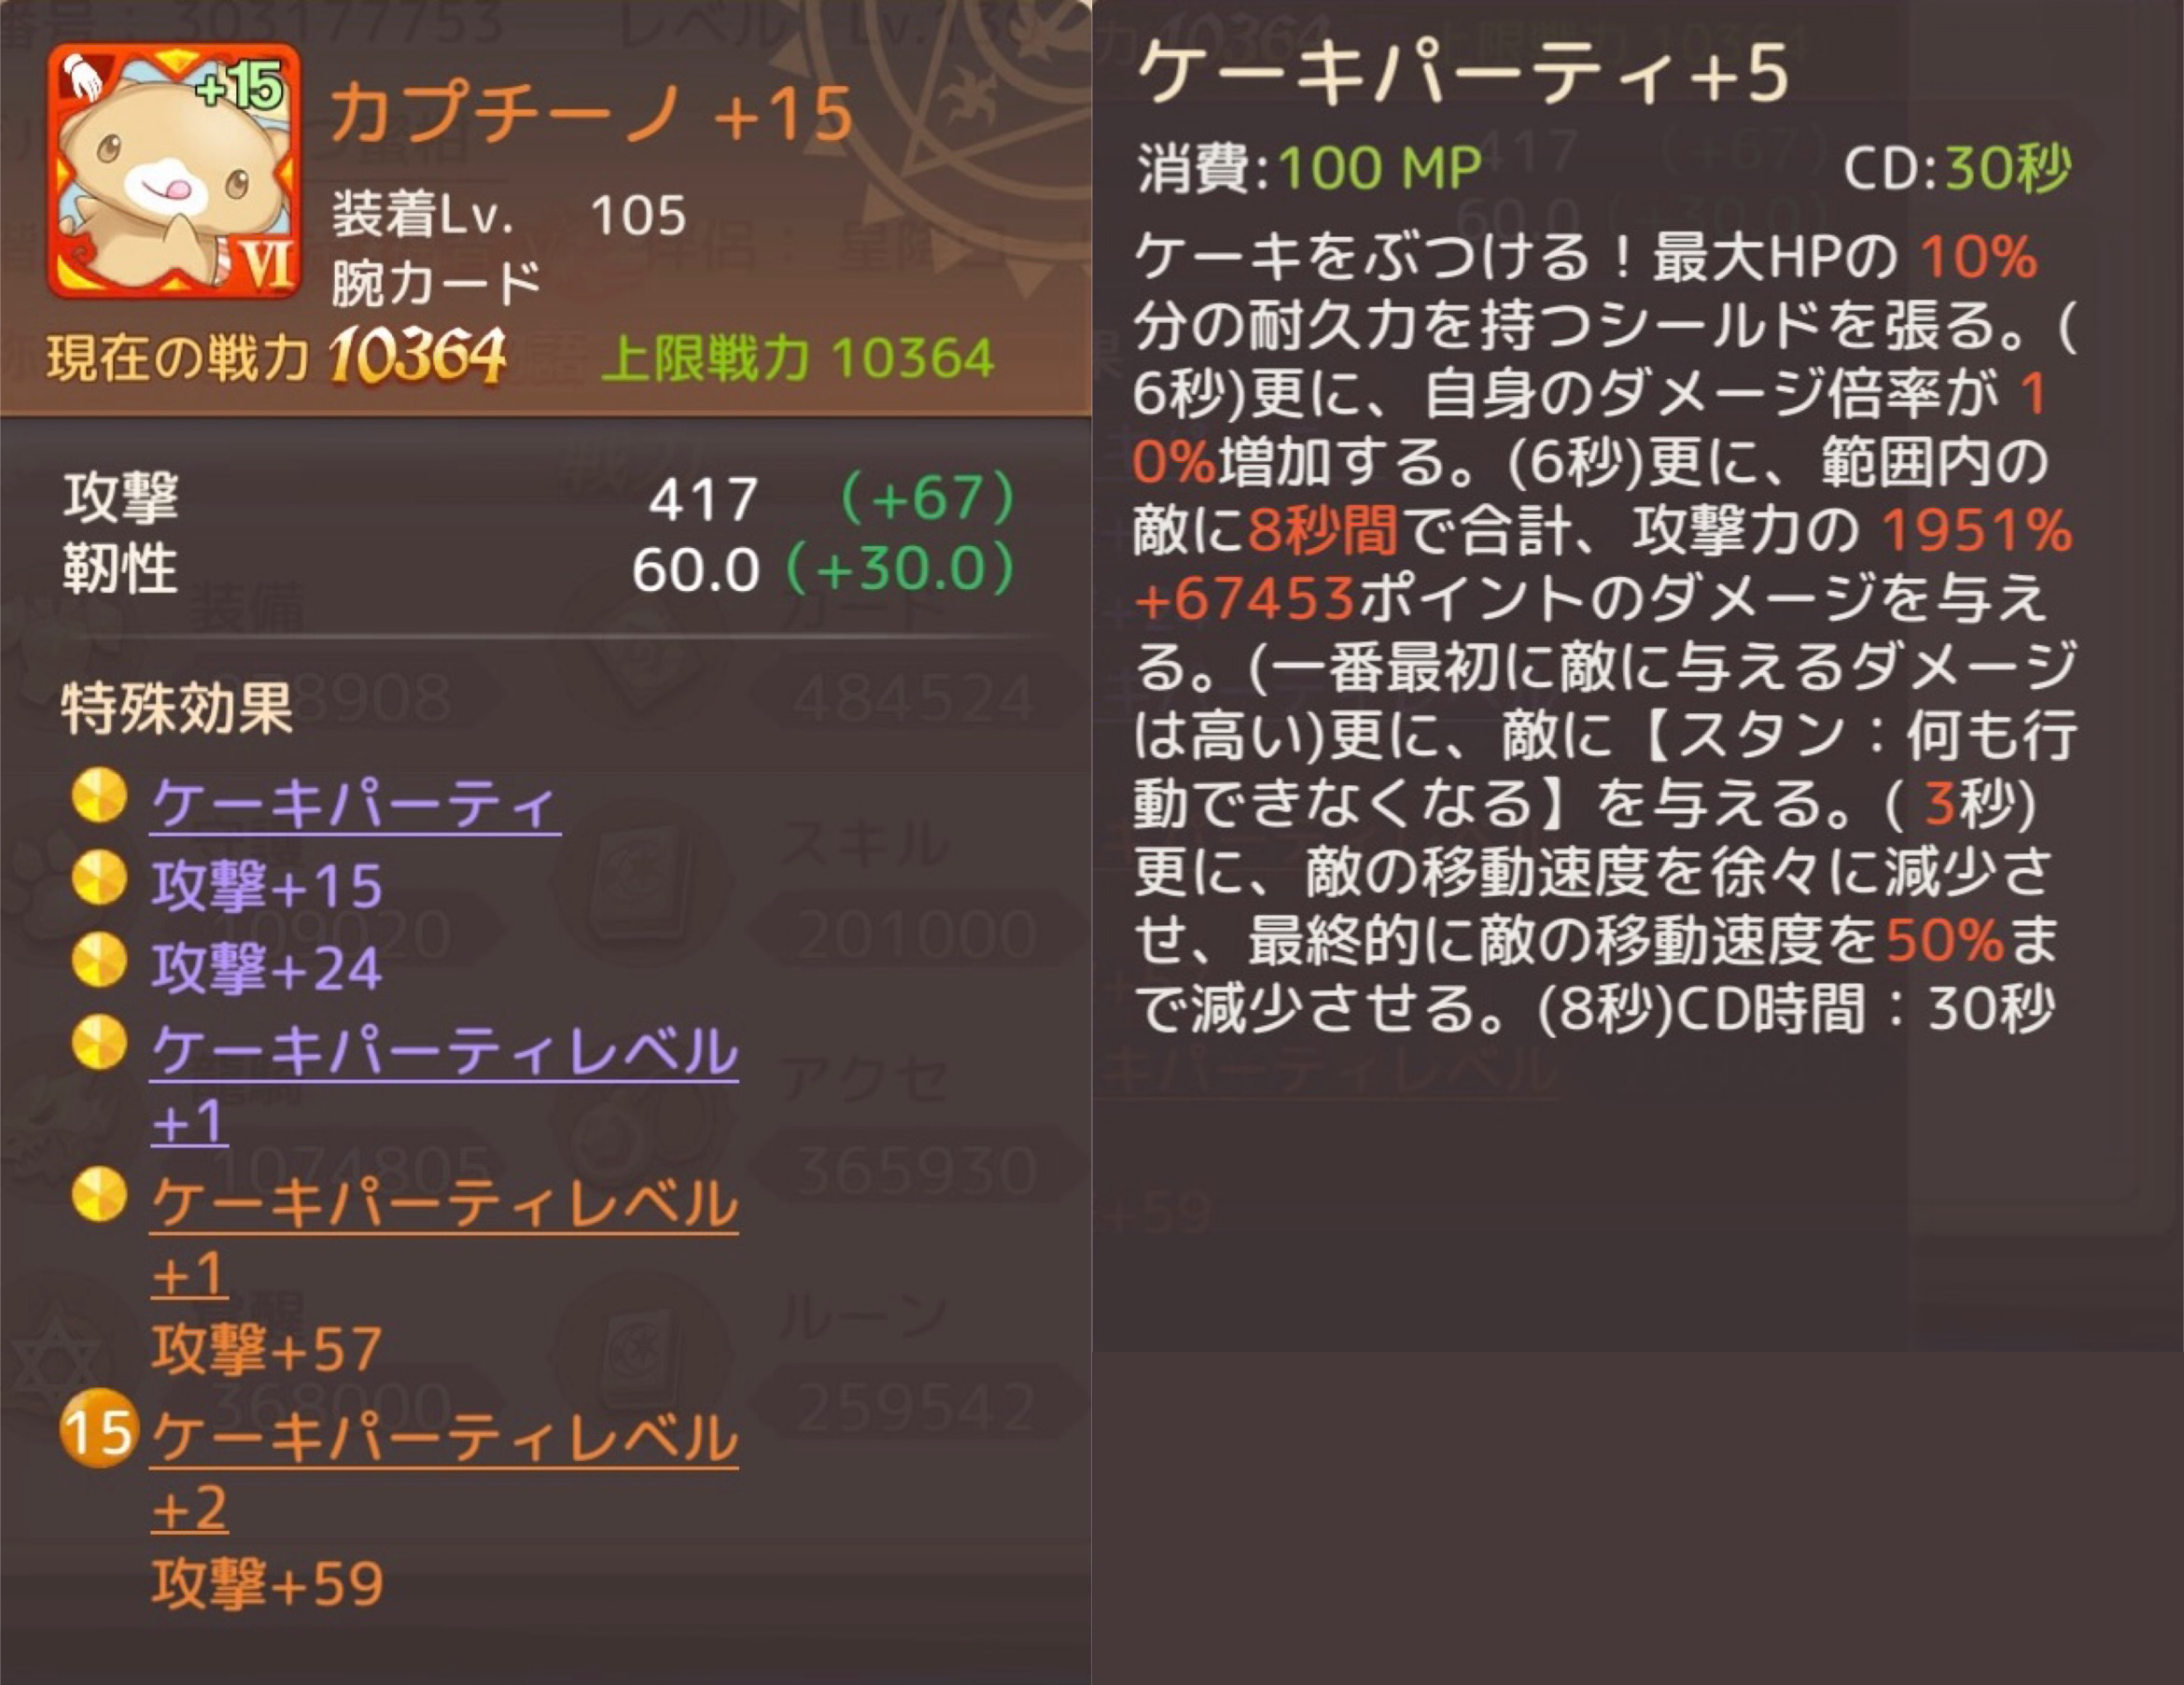 +15
VI
カプチーノ +15
装着Lv. 105
腕カード
現在の戦力 10364 上限戦力 10364
攻撃 417 (+67)
靭性 60.0 (+30.0)
特殊効果
ケーキパーティ
攻撃+15
攻撃+24
ケーキパーティレベル
+1
ケーキパーティレベル
+1
攻撃+57
15 ケーキパーティレベル
+2
攻撃+59
ケーキパーティ+5
消費:100 MP CD:30秒
ケーキをぶつける！最大HPの 10%
分の耐久力を持つシールドを張る。(
6秒)更に、自身のダメージ倍率が 1
0%増加する。(6秒)更に、範囲内の
敵に8秒間で合計、攻撃力の 1951%
+67453ポイントのダメージを与え
る。(一番最初に敵に与えるダメージ
は高い)更に、敵に【スタン：何も行
動できなくなる】を与える。( 3秒)
更に、敵の移動速度を徐々に減少さ
せ、最終的に敵の移動速度を50%ま
で減少させる。(8秒)CD時間：30秒